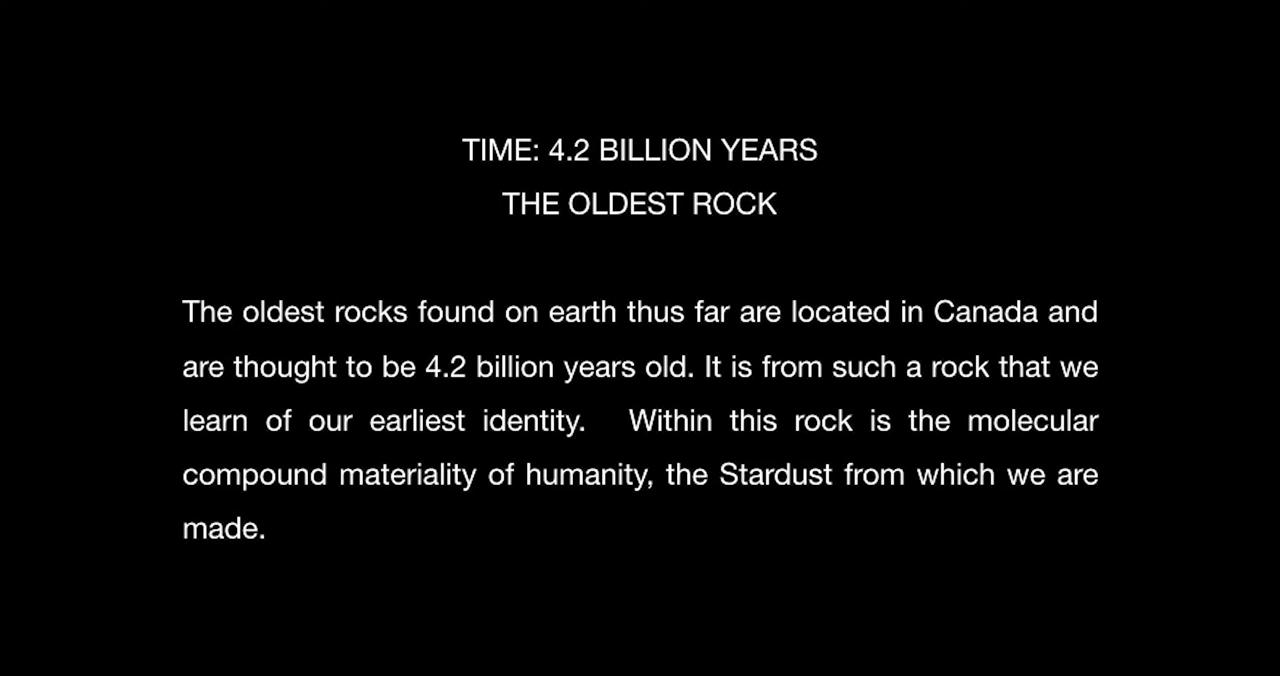 TIME: 4.2 BILLION YEARS
THE OLDEST ROCK
The oldest rocks found on earth thus far are located in Canada and
are thought to be 4.2 billion years old. It is from such a rock that we
learn of our earliest identity. Within this rock is the molecular
compound materiality of humanity, the Stardust from which we are
made.